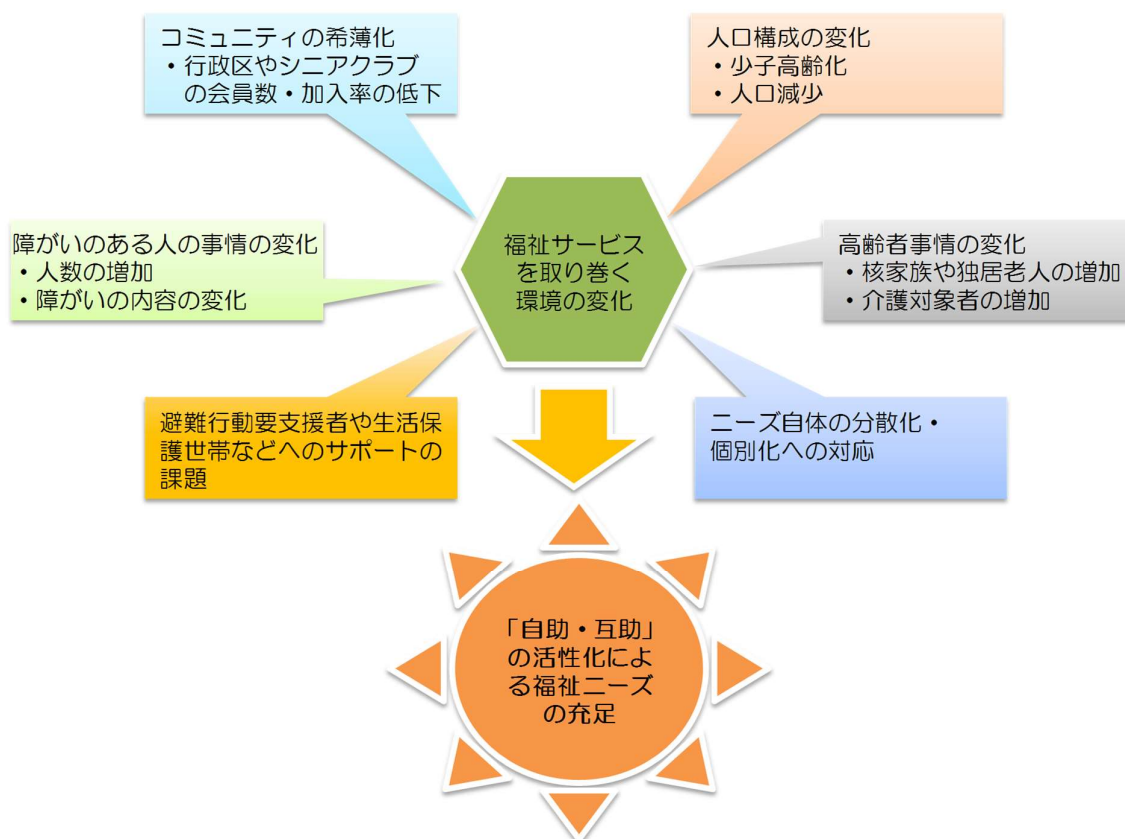 コミュニティの希薄化
・行政区やシニアクラブ
の会員数・加入率の低下
人口構成の変化
・少子高齢化
・人口減少
障がいのある人の事情の変化
・人数の増加
・障がいの内容の変化
福祉サービス
を取り巻く
環境の変化
高齢者事情の変化
・核家族や独居老人の増加
・介護対象者の増加
避難行動要支援者や生活保
護世帯などへのサポートの
課題
ニーズ自体の分散化・
個別化への対応
「自助・互助」
の活性化によ
る福祉ニーズ
の充足